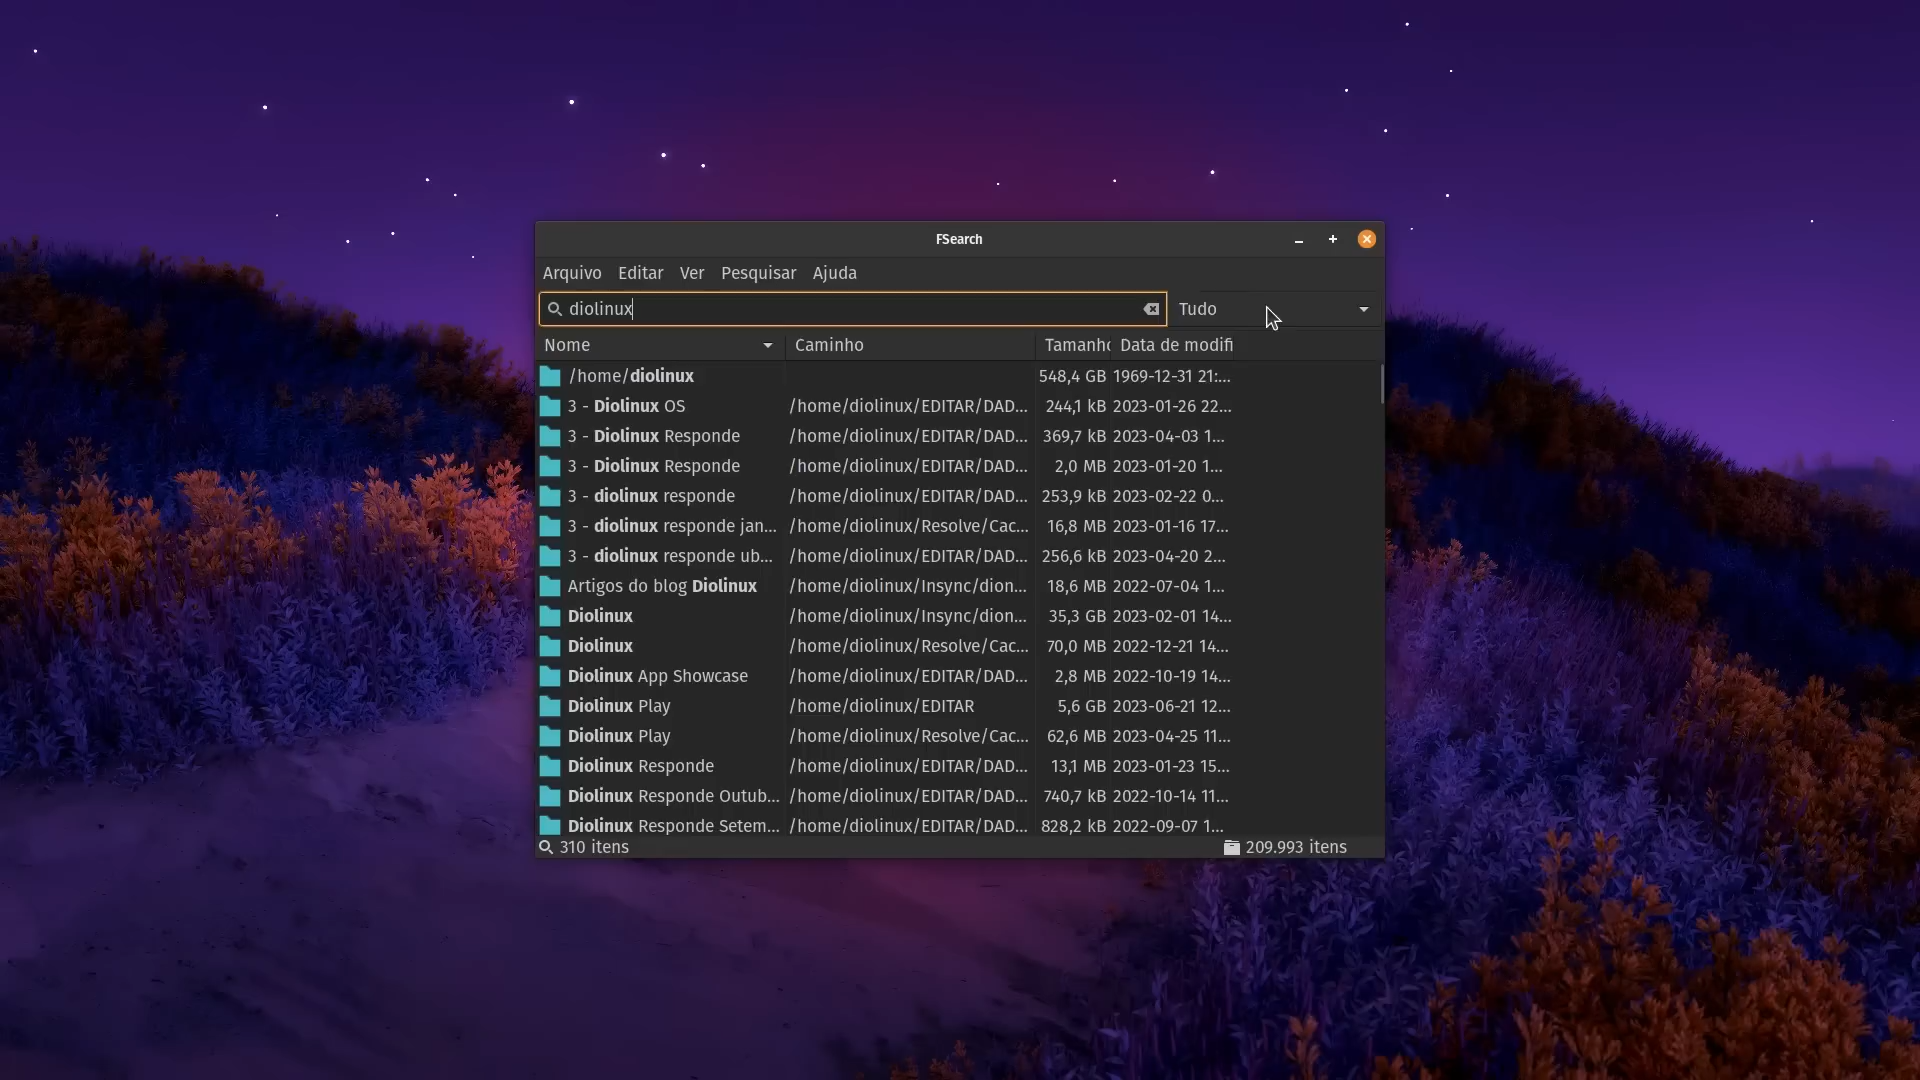 FSearch
Arquivo Editar Ver Pesquisar Ajuda
diolinux Tudo
Nome Caminho Tamanho Data de modifi
/home/diolinux 548,4 GB 1969-12-31 21:...
3 - Diolinux OS /home/diolinux/EDITAR/DAD... 244,1 kB 2023-01-26 22...
3 - Diolinux Responde /home/diolinux/EDITAR/DAD... 369,7 kB 2023-04-03 1...
3 - Diolinux Responde /home/diolinux/EDITAR/DAD... 2,0 MB 2023-01-20 1...
3 - diolinux responde /home/diolinux/EDITAR/DAD... 253,9 kB 2023-02-22 0...
3 - diolinux responde jan... /home/diolinux/Resolve/Cac... 16,8 MB 2023-01-16 17...
3 - diolinux responde ub... /home/diolinux/EDITAR/DAD... 256,6 kB 2023-04-20 2...
Artigos do blog Diolinux /home/diolinux/Insync/dion... 18,6 MB 2022-07-04 1...
Diolinux /home/diolinux/Insync/dion... 35,3 GB 2023-02-01 14...
Diolinux /home/diolinux/Resolve/Cac... 70,0 MB 2022-12-21 14...
Diolinux App Showcase /home/diolinux/EDITAR/DAD... 2,8 MB 2022-10-19 14...
Diolinux Play /home/diolinux/EDITAR 5,6 GB 2023-06-21 12...
Diolinux Play /home/diolinux/Resolve/Cac... 62,6 MB 2023-04-25 11...
Diolinux Responde /home/diolinux/EDITAR/DAD... 13,1 MB 2023-01-23 15...
Diolinux Responde Outub... /home/diolinux/EDITAR/DAD... 740,7 kB 2022-10-14 11...
Diolinux Responde Setem... /home/diolinux/EDITAR/DAD... 828,2 kB 2022-09-07 1...
310 itens 209.993 itens